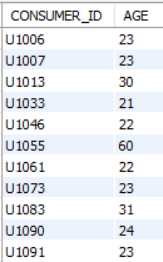 CONSUMER_ID AGE
U1006 23
U1007 23
U1013 30
U1033 21
U1046 22
U1055 60
U1061 22
U1073 23
U1083 31
U1090 24
U1091 23